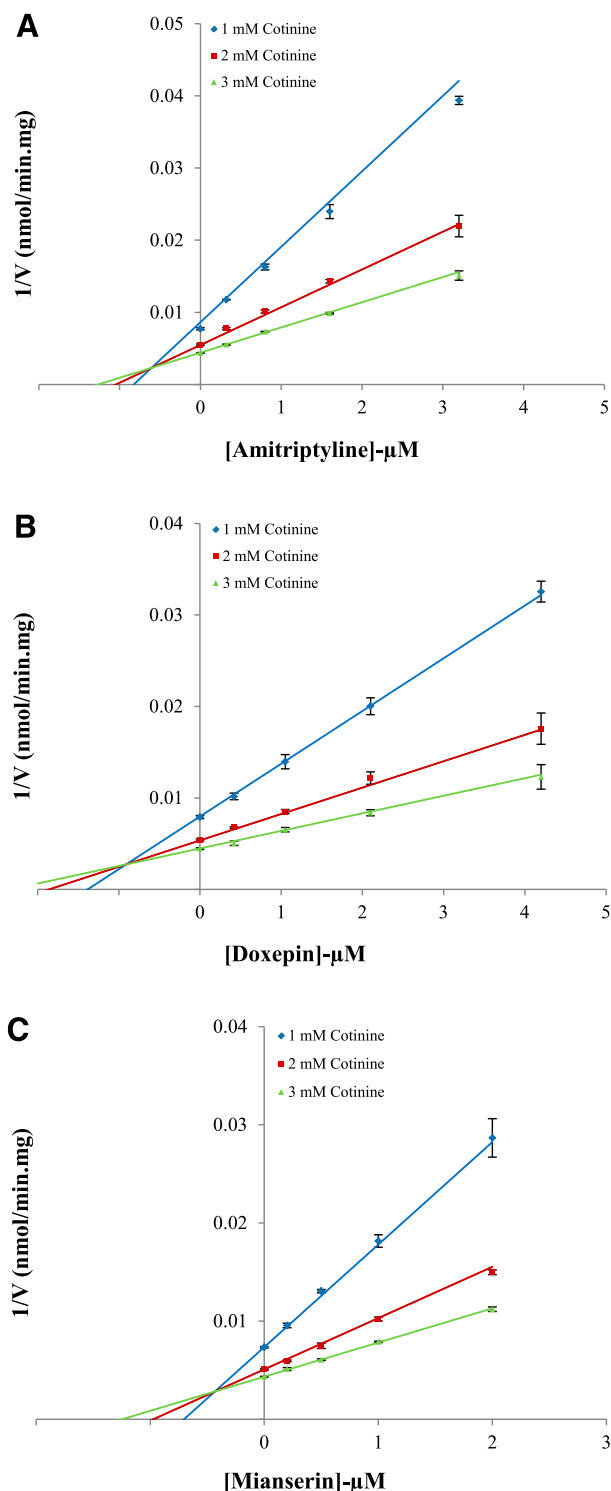 A
1 mM Cotinine
2 mM Cotinine
3 mM Cotinine
1/V (nmol/min.mg)
0.05
0.04
0.03
0.02
0.01
0 1 2 3 4 5
[Amitriptyline]-µM
B
1 mM Cotinine
2 mM Cotinine
3 mM Cotinine
1/V (nmol/min.mg)
0.04
0.03
0.02
0.01
0 1 2 3 4 5
[Doxepin]-µM
C
1 mM Cotinine
2 mM Cotinine
3 mM Cotinine
1/V (nmol/min.mg)
0.04
0.03
0.02
0.01
0 1 2 3
[Mianserin]-µM